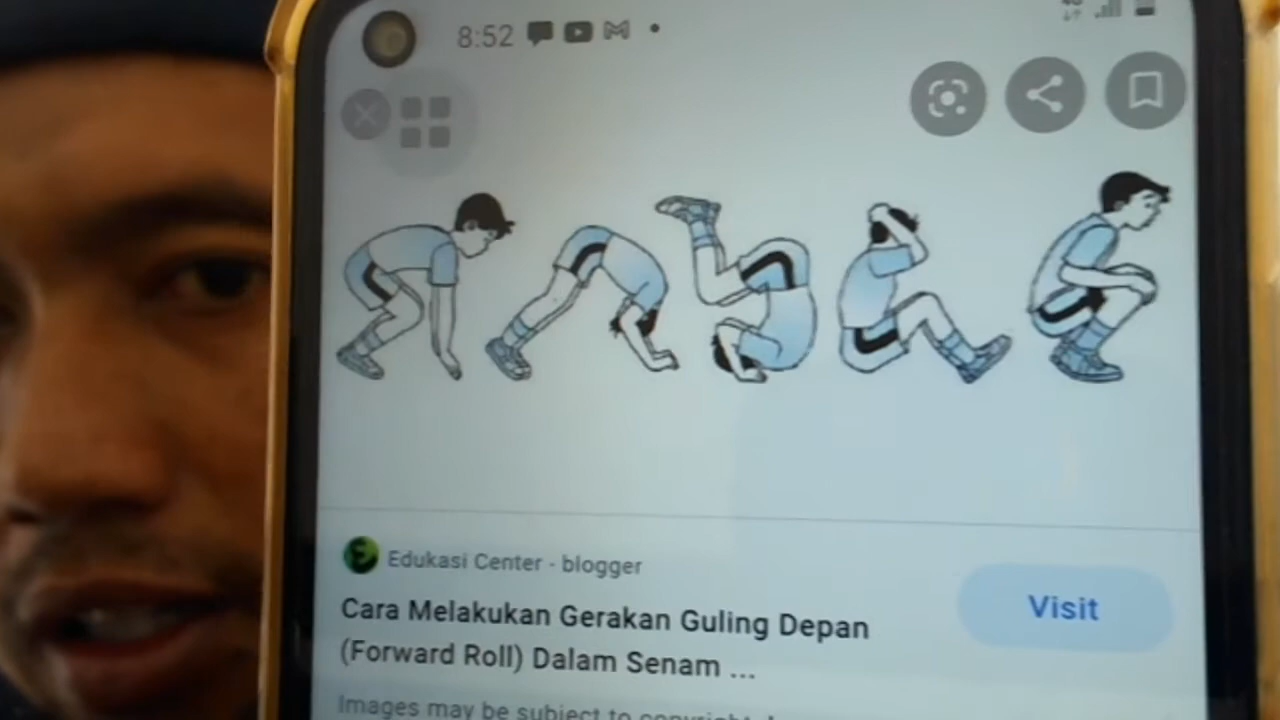 8:52
Edukasi Center - blogger
Cara Melakukan Gerakan Guling Depan
(Forward Roll) Dalam Senam ...
Visit
Images may be subject to copyright.